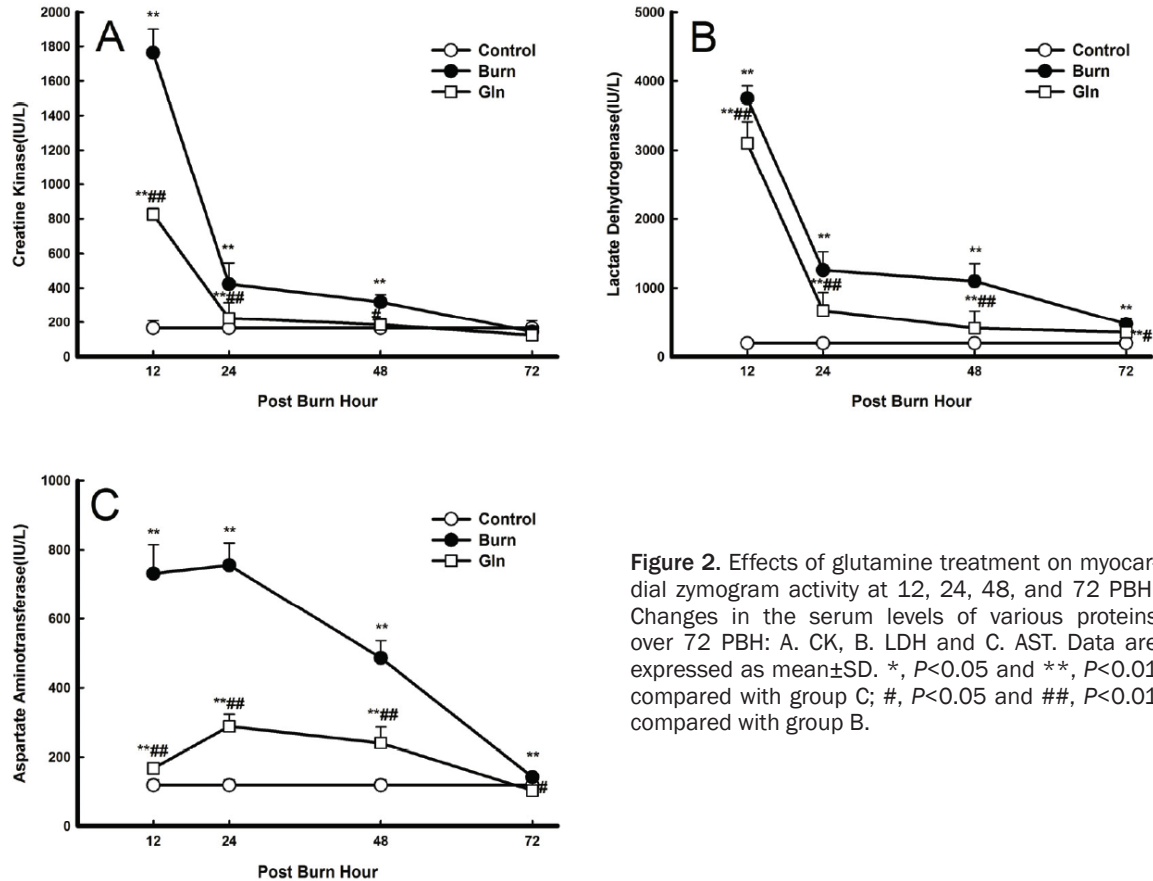 A
Creatine Kinase(IU/L)
2000
1800
1600
1400
1200
1000
800
600
400
200
0
12
24
48
72
Post Burn Hour
Control
Burn
Gln
**
**##
**
**##
**
#
B
Lactate Dehydrogenase(IU/L)
5000
4000
3000
2000
1000
0
12
24
48
72
Post Burn Hour
Control
Burn
Gln
**
**##
**
**##
**
**##
**
**#
C
Aspartate Aminotransferase(IU/L)
1000
800
600
400
200
0
12
24
48
72
Post Burn Hour
Control
Burn
Gln
**
**##
**
**##
**
**##
**
#
Figure 2. Effects of glutamine treatment on myocar-
dial zymogram activity at 12, 24, 48, and 72 PBH
Changes in the serum levels of various proteins
over 72 PBH: A. CK, B. LDH and C. AST. Data are
expressed as mean±SD. *, P<0.05 and **, P<0.01
compared with group C; #, P<0.05 and ##, P<0.01
compared with group B.